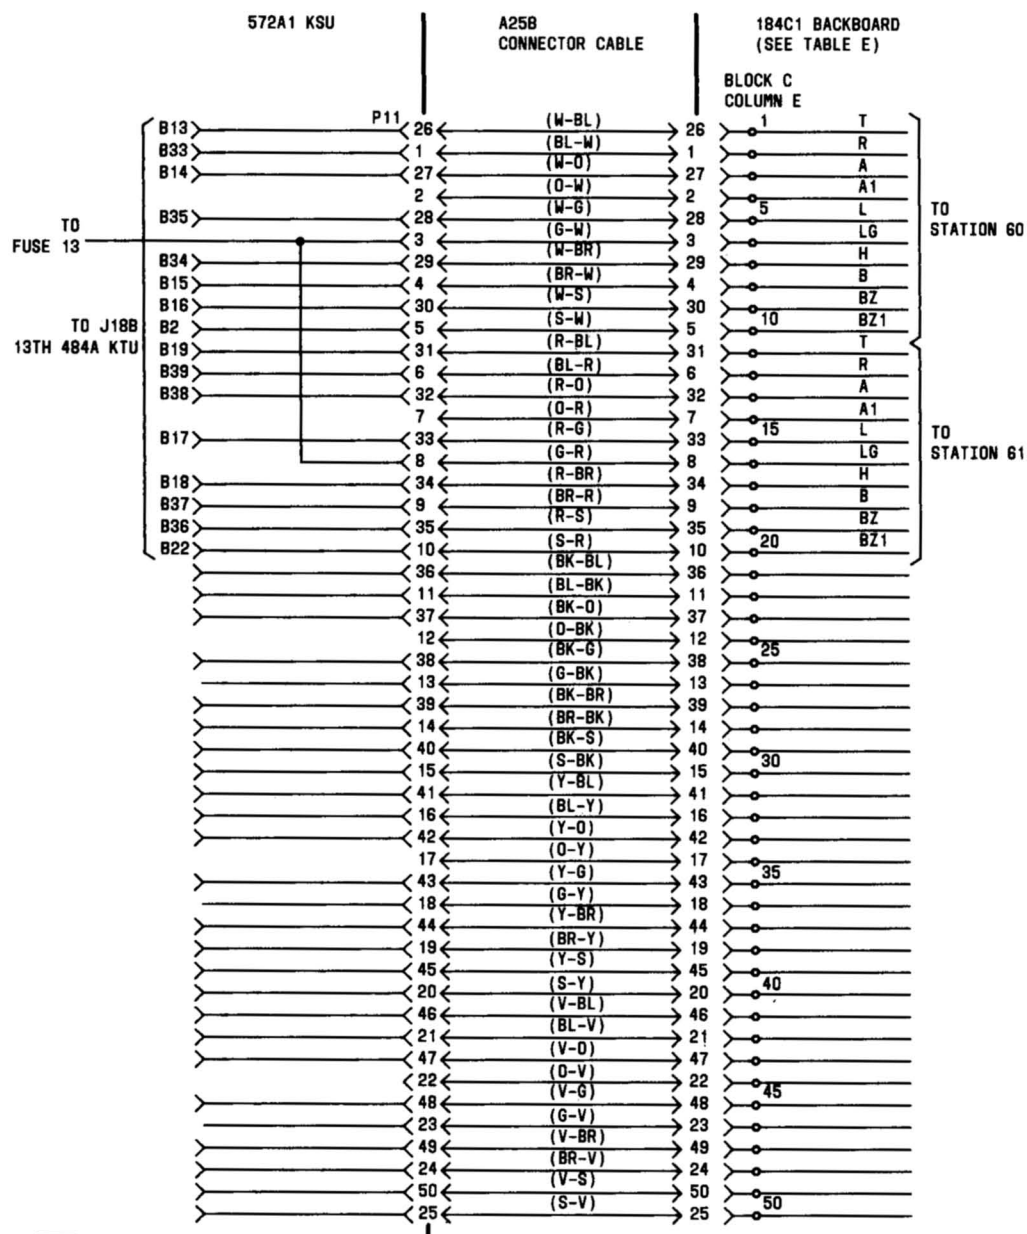 572A1 KSU A25B 184C1 BACKBOARD
CONNECTOR CABLE (SEE TABLE E)
BLOCK C
COLUMN E
B13 P11 26 (W-BL) 26 1 T
B33 1 (BL-W) 1 R
B14 27 (W-O) 27 A
2 (O-W) 2 A1
B35 28 (W-G) 28 5 L
TO
FUSE 13
3 (G-W) 3 LG
TO
STATION 60
B34 29 (W-BR) 29 H
B15 4 (BR-W) 4 B
B16 30 (W-S) 30 BZ
B2 5 (S-W) 5 10 BZ1
TO J18B
13TH 484A KTU
B19 31 (R-BL) 31 T
B39 6 (BL-R) 6 R
B38 32 (R-O) 32 A
7 (O-R) 7 A1
B17 33 (R-G) 33 15 L
8 (G-R) 8 LG
TO
STATION 61
B18 34 (R-BR) 34 H
B37 9 (BR-R) 9 B
B36 35 (R-S) 35 BZ
B22 10 (S-R) 10 20 BZ1
36 (BK-BL) 36
11 (BL-BK) 11
37 (BK-O) 37
12 (O-BK) 12
38 (BK-G) 38 25
13 (G-BK) 13
39 (BK-BR) 39
14 (BR-BK) 14
40 (BK-S) 40
15 (S-BK) 15 30
41 (Y-BL) 41
16 (BL-Y) 16
42 (Y-O) 42
17 (O-Y) 17
43 (Y-G) 43 35
18 (G-Y) 18
44 (Y-BR) 44
19 (BR-Y) 19
45 (Y-S) 45
20 (S-Y) 20 40
46 (V-BL) 46
21 (BL-V) 21
47 (V-O) 47
22 (O-V) 22
48 (V-G) 48 45
23 (G-V) 23
49 (V-BR) 49
24 (BR-V) 24
50 (V-S) 50
25 (S-V) 25 50